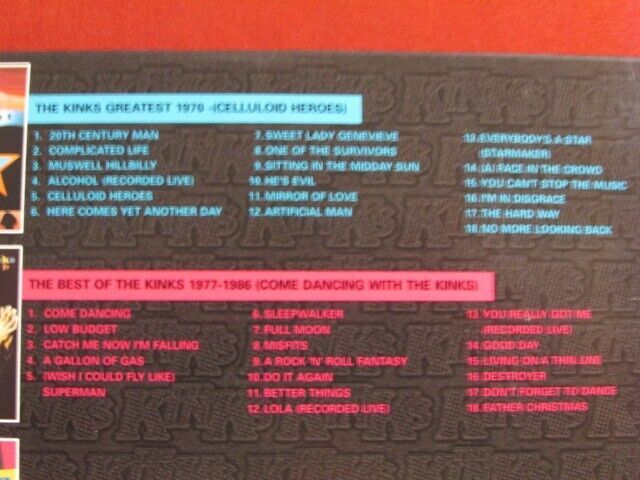 THE KINKS GREATEST 1970 -(CELLULOID HEROES)
1. 20TH CENTURY MAN
2. COMPLICATED LIFE
3. MUSWELL HILLBILLY
4. ALCOHOL (RECORDED LIVE)
5. CELLULOID HEROES
6. HERE COMES YET ANOTHER DAY
7. SWEET LADY GENEVIEVE
8. ONE OF THE SURVIVORS
9. SITTING IN THE MIDDAY SUN
10. HE'S EVIL
11. MIRROR OF LOVE
12. ARTIFICIAL MAN
13. EVERYBODY'S A STAR
(STARMAKER)
14. (A) FACE IN THE CROWD
15. YOU CAN'T STOP THE MUSIC
16. I'M IN DISGRACE
17. THE HARD WAY
18. NO MORE LOOKING BACK
THE BEST OF THE KINKS 1977-1986 (COME DANCING WITH THE KINKS)
1. COME DANCING
2. LOW BUDGET
3. CATCH ME NOW I'M FALLING
4. A GALLON OF GAS
5. (WISH I COULD FLY LIKE)
SUPERMAN
6. SLEEPWALKER
7. FULL MOON
8. MISFITS
9. A ROCK 'N' ROLL FANTASY
10. DO IT AGAIN
11. BETTER THINGS
12. LOLA (RECORDED LIVE)
13. YOU REALLY GOT ME
(RECORDED LIVE)
14. GOOD DAY
15. LIVING ON A THIN LINE
16. DESTROYER
17. DON'T FORGET TO DANCE
18. FATHER CHRISTMAS